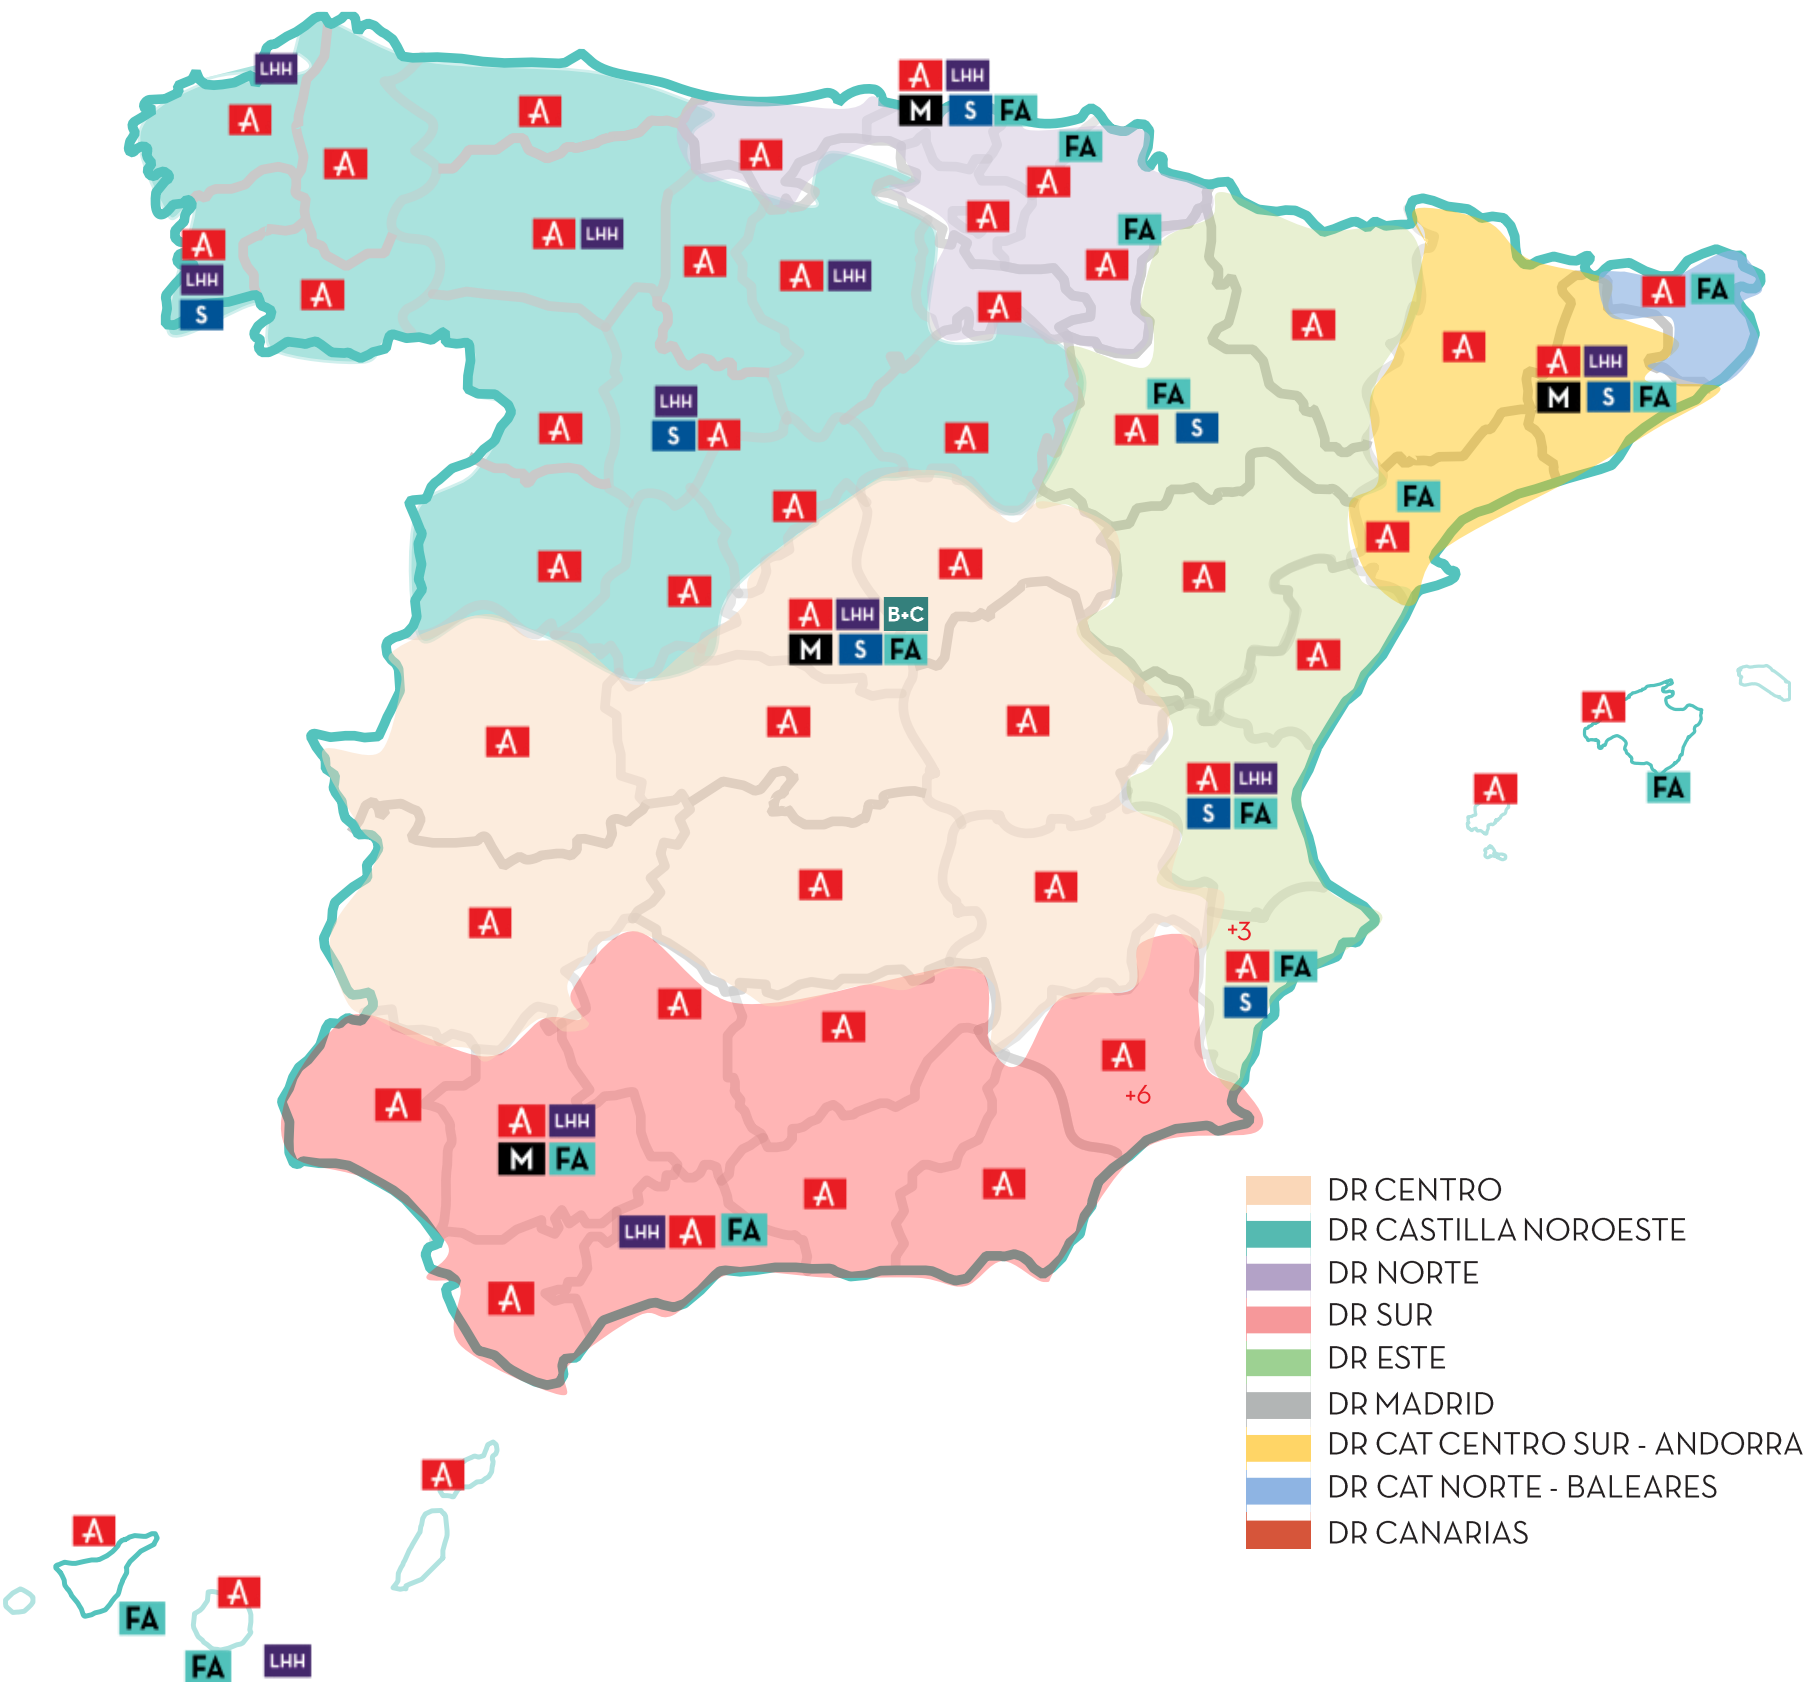 LHH
A LHH
M S FA
A
A
FA
A
A
A
A
FA
A LHH
A
A
LHH
S
A
A LHH
A
A FA
A
A
A
A
A LHH
M S FA
FA
A S
LHH
S A
A
A
FA
A
A
A
A
A
A
A LHH B+C
M S FA
A
A
A
A
A
FA
A
A LHH
S FA
A
A
A
+3
A FA
S
A
A
A
+6
A
A LHH
M FA
A
A
LHH A FA
A
A
A
FA
A
FA
LHH
DR CENTRO
DR CASTILLA NOROESTE
DR NORTE
DR SUR
DR ESTE
DR MADRID
DR CAT CENTRO SUR - ANDORRA
DR CAT NORTE - BALEARES
DR CANARIAS